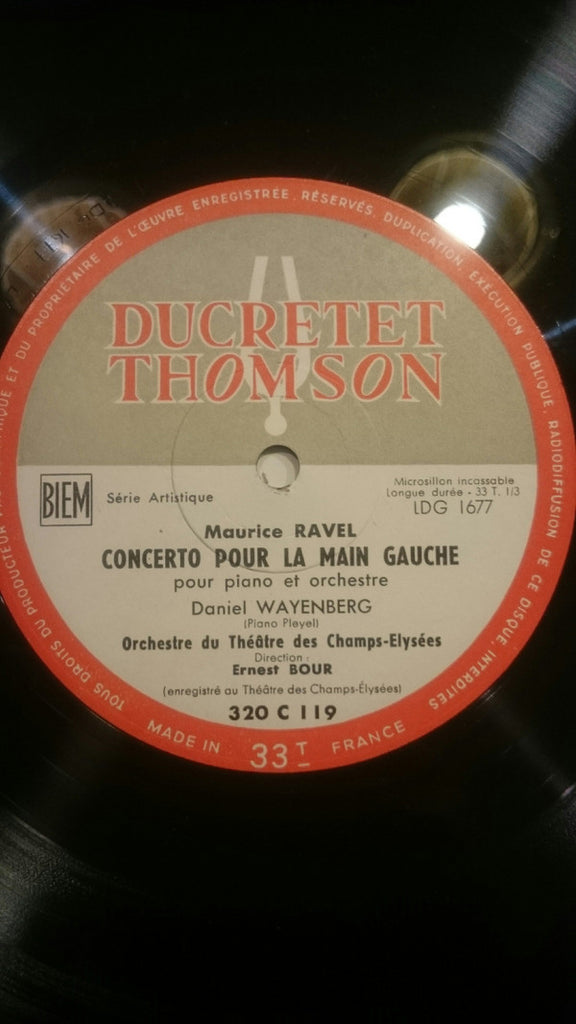 TOUS DROITS DU PRODUCTEUR
ET DU PROPRIETAIRE DE L'ŒUVRE ENREGISTRÉE, RÉSERVÉS, DUPLICATION, EXÉCUTION PUBLIQUE, RADIODIFFUSION DE CE DISQUE, INTERDITES
DUCRETET
THOMSON
BIEM
Série Artistique
Microsillon incassable
Longue durée - 33 T. 1/3
LDG 1677
Maurice RAVEL
CONCERTO POUR LA MAIN GAUCHE
pour piano et orchestre
Daniel WAYENBERG
(Piano Pleyel)
Orchestre du Théâtre des Champs-Elysées
Direction :
Ernest BOUR
(enregistré au Théâtre des Champs-Élysées)
320 C 119
MADE IN 33 T FRANCE